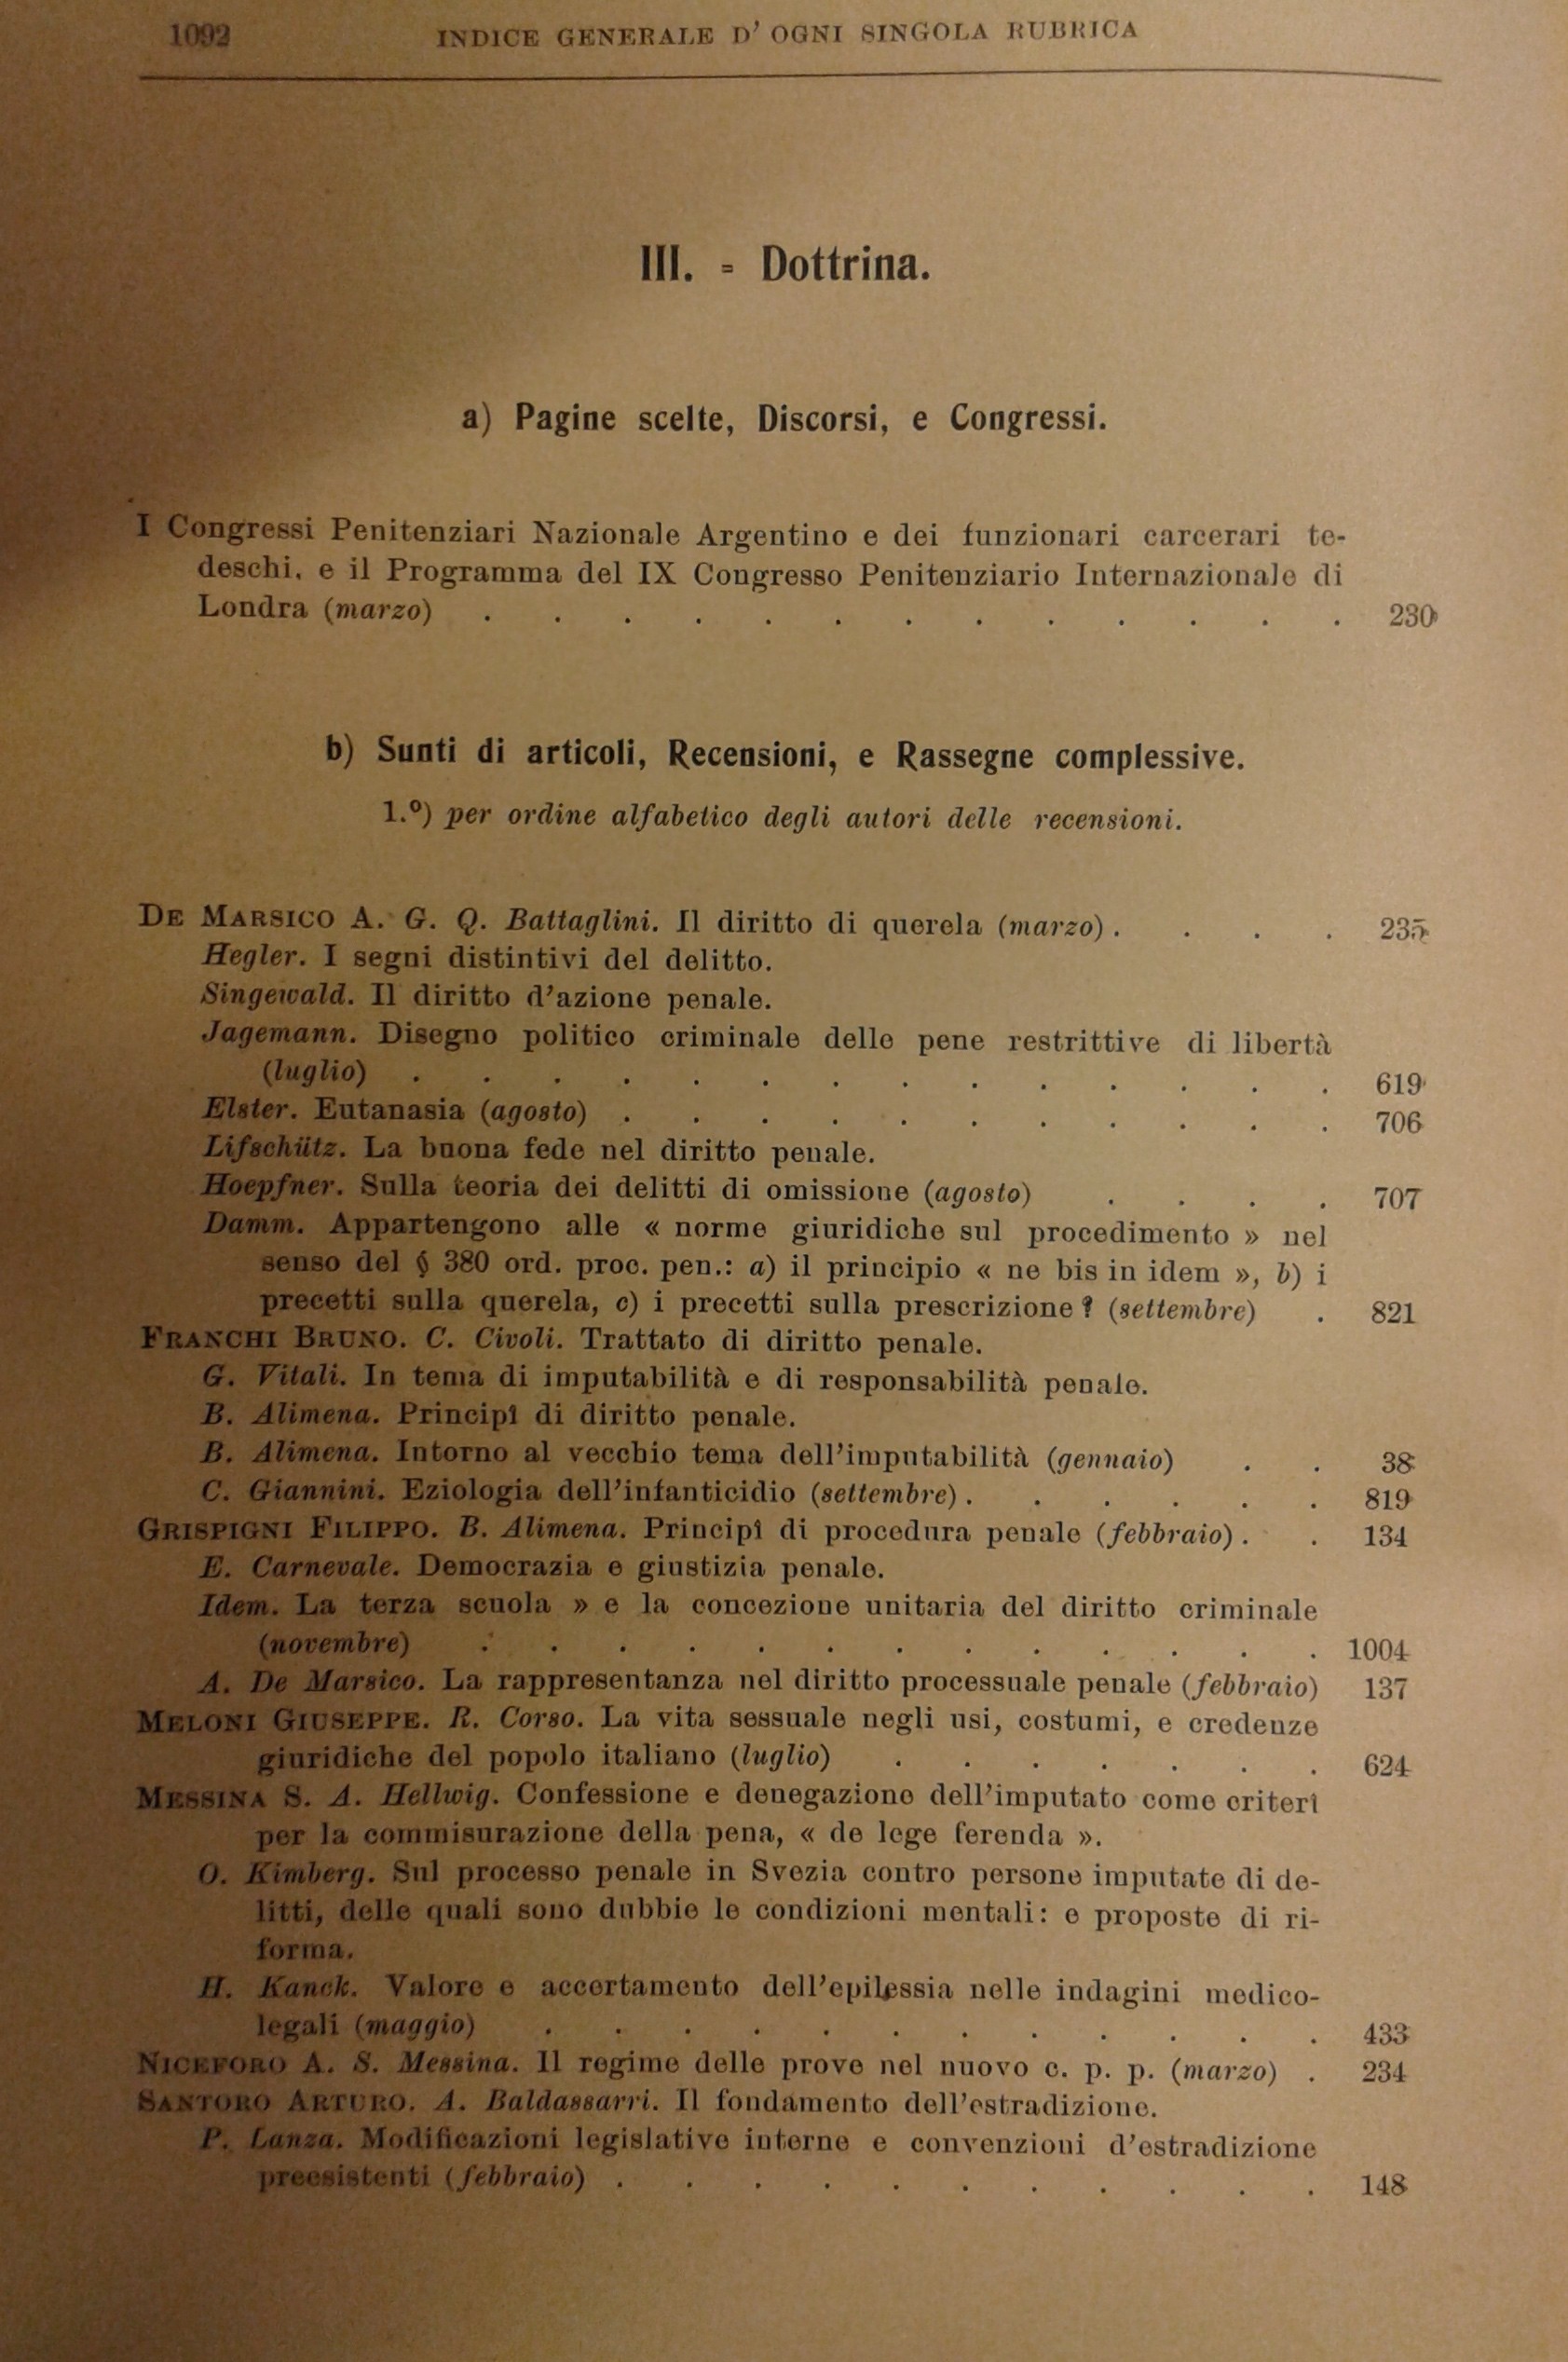 1092 INDICE GENERALE D' OGNI SINGOLA RUBRICA
III. = Dottrina.
a) Pagine scelte, Discorsi, e Congressi.
I Congressi Penitenziari Nazionale Argentino e dei funzionari carcerari te-
deschi, e il Programma del IX Congresso Penitenziario Internazionale di
Londra (marzo) . . . . . . . . . . . . . 230
b) Sunti di articoli, Recensioni, e Rassegne complessive.
1.º) per ordine alfabetico degli autori delle recensioni.
DE MARSICO A. G. Q. Battaglini. Il diritto di querela (marzo) . . . . 235
Hegler. I segni distintivi del delitto.
Singewald. Il diritto d'azione penale.
Jagemann. Disegno politico criminale delle pene restrittive di libertà
(luglio) . . . . . . . . . . . . . . 619
Elster. Eutanasia (agosto) . . . . . . . . . . . 706
Lifschütz. La buona fede nel diritto penale.
Hoepfner. Sulla teoria dei delitti di omissione (agosto) . . . . 707
Damm. Appartengono alle « norme giuridiche sul procedimento » nel
senso del § 380 ord. proc. pen.: a) il principio « ne bis in idem », b) i
precetti sulla querela, c) i precetti sulla prescrizione ? (settembre) . 821
FRANCHI BRUNO. C. Civoli. Trattato di diritto penale.
G. Vitali. In tema di imputabilità e di responsabilità penale.
B. Alimena. Principî di diritto penale.
B. Alimena. Intorno al vecchio tema dell'imputabilità (gennaio) . . 38
C. Giannini. Eziologia dell'infanticidio (settembre) . . . . . . 819
GRISPIGNI FILIPPO. B. Alimena. Principî di procedura penale (febbraio) . . 134
E. Carnevale. Democrazia e giustizia penale.
Idem. La terza scuola » e la concezione unitaria del diritto criminale
(novembre) . . . . . . . . . . . . . 1004
A. De Marsico. La rappresentanza nel diritto processuale penale (febbraio) 137
MELONI GIUSEPPE. R. Corso. La vita sessuale negli usi, costumi, e credenze
giuridiche del popolo italiano (luglio) . . . . . . . 624
MESSINA S. A. Hellwig. Confessione e denegazione dell'imputato come criterî
per la commisurazione della pena, « de lege ferenda ».
O. Kimberg. Sul processo penale in Svezia contro persone imputate di de-
litti, delle quali sono dubbie le condizioni mentali: e proposte di ri-
forma.
H. Kanck. Valore e accertamento dell'epilessia nelle indagini medico-
legali (maggio) . . . . . . . . . . . . 433
NICEFORO A. S. Messina. Il regime delle prove nel nuovo c. p. p. (marzo) . 234
SANTORO ARTURO. A. Baldassarri. Il fondamento dell'estradizione.
P. Lanza. Modificazioni legislative interne e convenzioni d'estradizione
preesistenti (febbraio) . . . . . . . . . . . 148